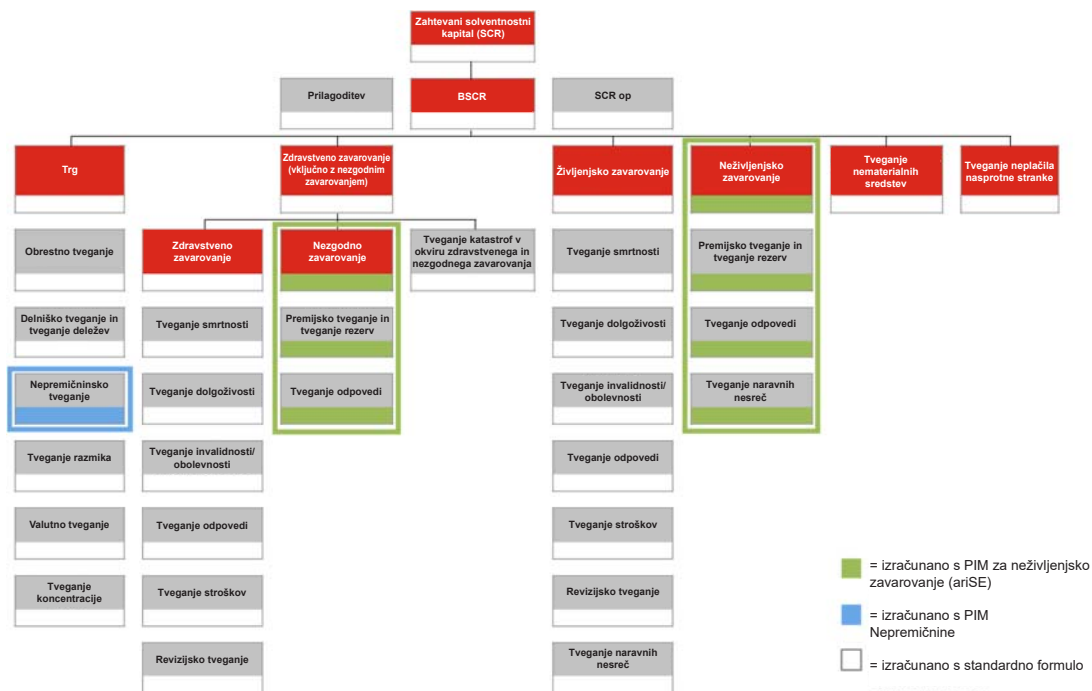 Zahtevani solventnostni
kapital (SCR)
Prilagoditev
BSCR
SCR op
Trg
Zdravstveno zavarovanje
(vključno z nezgodnim
zavarovanjem)
Življenjsko zavarovanje
Neživljenjsko
zavarovanje
Tveganje
nematerialnih
sredstev
Tveganje neplačila
nasprotne stranke
Obrestno tveganje
Zdravstveno
zavarovanje
Nezgodno
zavarovanje
Tveganje katastrof v
okviru zdravstvenega in
nezgodnega zavarovanja
Tveganje smrtnosti
Premijsko tveganje in
tveganje rezerv
Delniško tveganje in
tveganje deležev
Tveganje smrtnosti
Premijsko tveganje in
tveganje rezerv
Tveganje dolgoživosti
Tveganje odpovedi
Nepremičninsko
tveganje
Tveganje dolgoživosti
Tveganje odpovedi
Tveganje invalidnosti/
obolevnosti
Tveganje naravnih
nesreč
Tveganje razmika
Tveganje invalidnosti/
obolevnosti
Tveganje odpovedi
Valutno tveganje
Tveganje odpovedi
Tveganje stroškov
Tveganje
koncentracije
Tveganje stroškov
Revizijsko tveganje
Revizijsko tveganje
Tveganje naravnih
nesreč
= izračunano s PIM za neživljenjsko
zavarovanje (ariSE)
= izračunano s PIM
Nepremičnine
= izračunano s standardno formulo